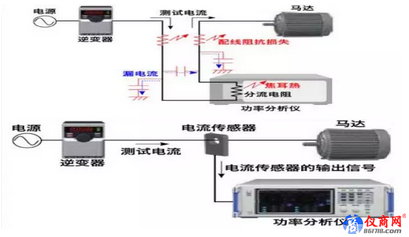 电源
测试电流
马达
逆变器
配线阻抗损失
漏电流
焦耳热
分流电阻
功率分析仪
电源
电流传感器
马达
逆变器
测试电流
电流传感器的输出信号
功率分析仪
仪商网
861718.com